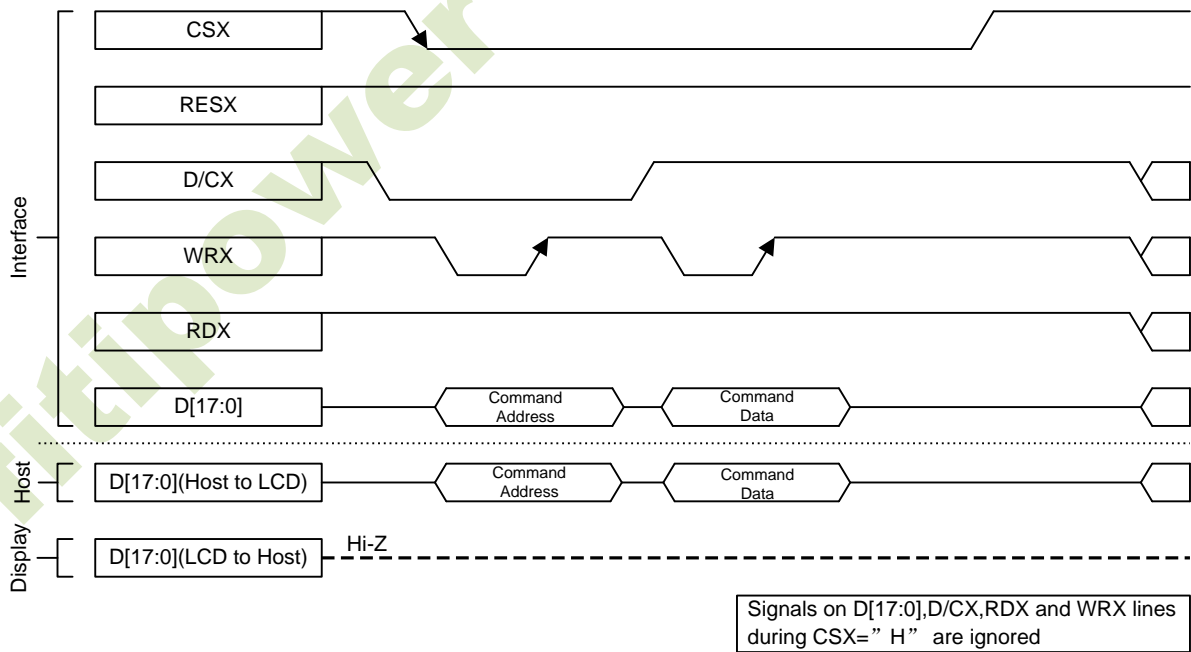 CSX
RESX
D/CX
WRX
RDX
D[17:0]
Interface
Command
Address
Command
Data
D[17:0](Host to LCD)
Host
Command
Address
Command
Data
D[17:0](LCD to Host)
Display
Hi-Z
Signals on D[17:0],D/CX,RDX and WRX lines
during CSX=” H” are ignored
fitipower